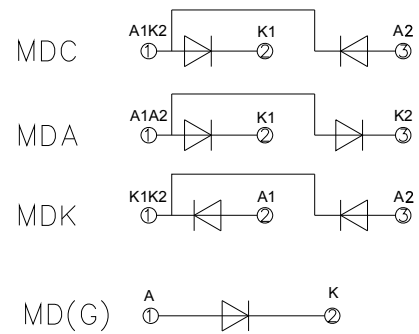 A1K2 K1 A2
MDC ① ② ③
A1A2 K1 K2
MDA ① ② ③
K1K2 A1 A2
MDK ① ② ③
A K
MD(G) ① ②